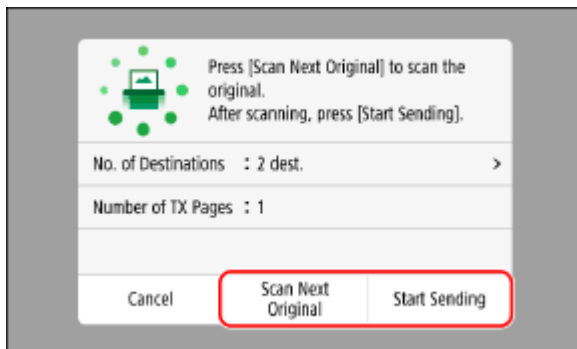 Press [Scan Next Original] to scan the
original.
After scanning, press [Start Sending].
No. of Destinations : 2 dest. >
Number of TX Pages : 1
Cancel
Scan Next
Original
Start Sending